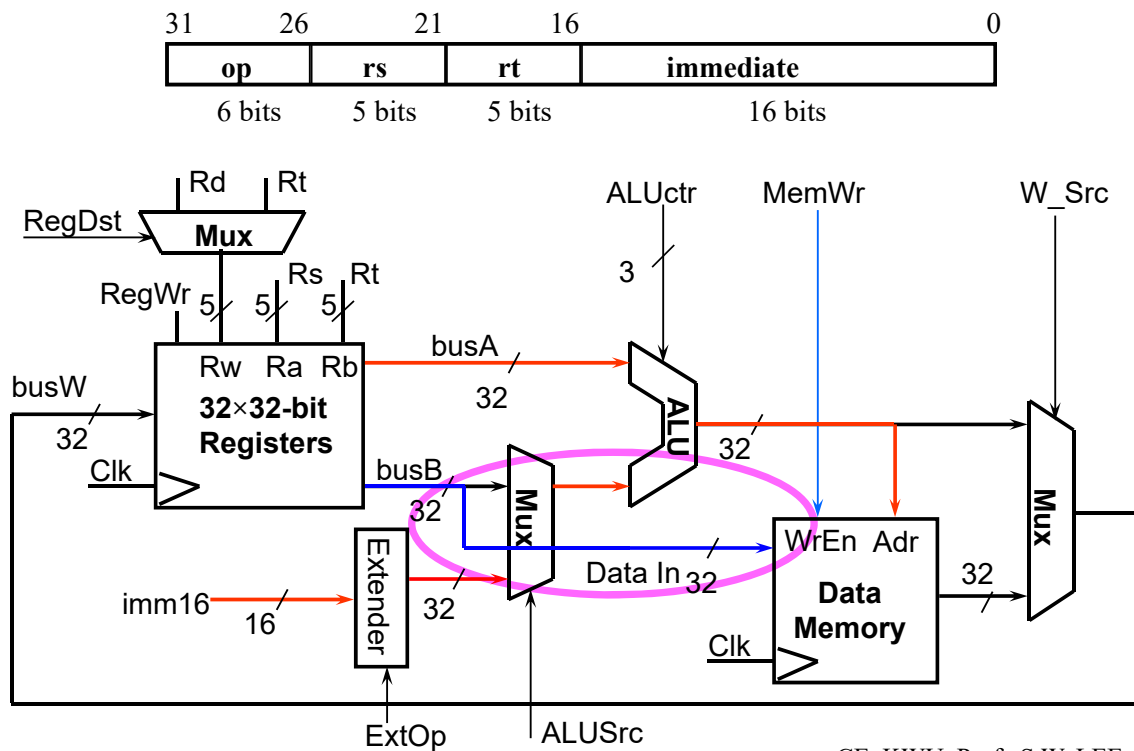 31 26 21 16 0
op rs rt immediate
6 bits 5 bits 5 bits 16 bits
Rd Rt ALUctr MemWr W_Src
RegDst Mux
3
Rs Rt
RegWr 5 5 5
Rw Ra Rb busA
32
busW 32×32-bit
32 Registers ALU 32
Clk busB
32 Mux WrEn Adr Mux
Data In 32
Extender 32 32
imm16 16 Data
Memory
Clk
ExtOp ALUSrc